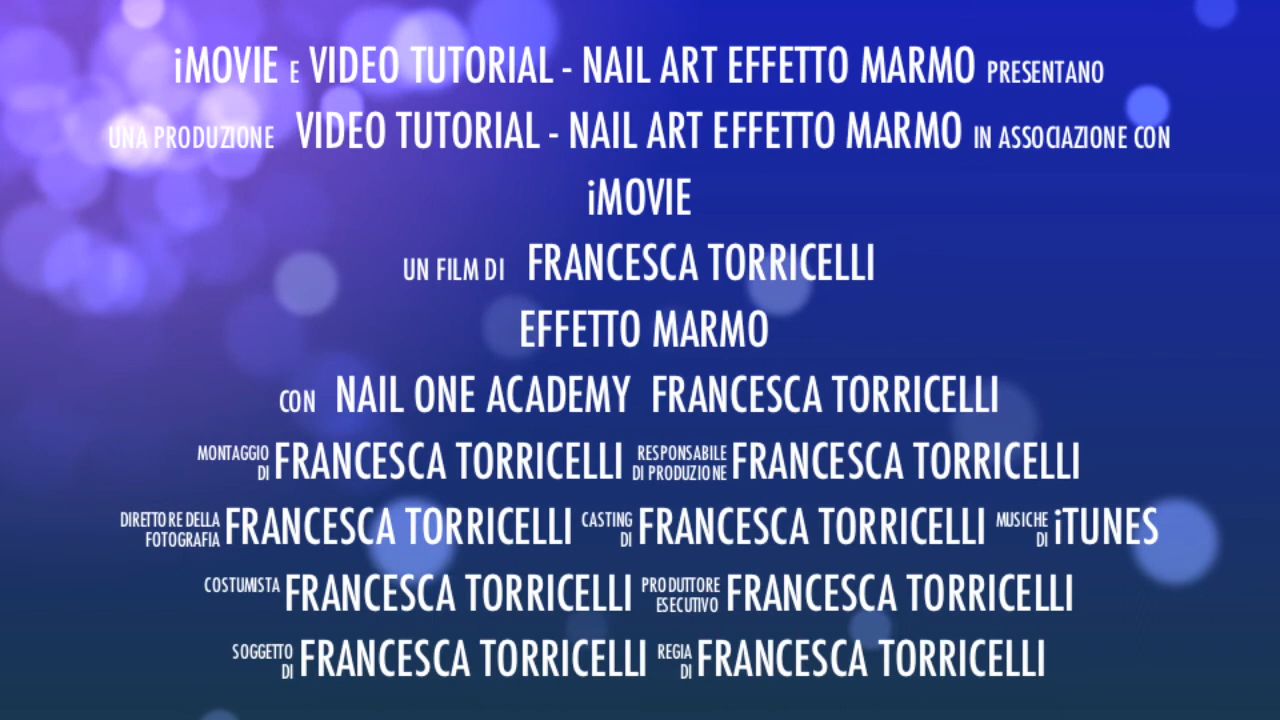 iMOVIE E VIDEO TUTORIAL - NAIL ART EFFETTO MARMO PRESENTANO
UNA PRODUZIONE VIDEO TUTORIAL - NAIL ART EFFETTO MARMO IN ASSOCIAZIONE CON
iMOVIE
UN FILM DI FRANCESCA TORRICELLI
EFFETTO MARMO
CON NAIL ONE ACADEMY FRANCESCA TORRICELLI
MONTAGGIO DI FRANCESCA TORRICELLI RESPONSABILE DI PRODUZIONE FRANCESCA TORRICELLI
DIRETTORE DELLA FOTOGRAFIA FRANCESCA TORRICELLI CASTING DI FRANCESCA TORRICELLI MUSICHE DI iTUNES
COSTUMISTA FRANCESCA TORRICELLI PRODUTTORE ESECUTIVO FRANCESCA TORRICELLI
SOGGETTO DI FRANCESCA TORRICELLI REGIA DI FRANCESCA TORRICELLI